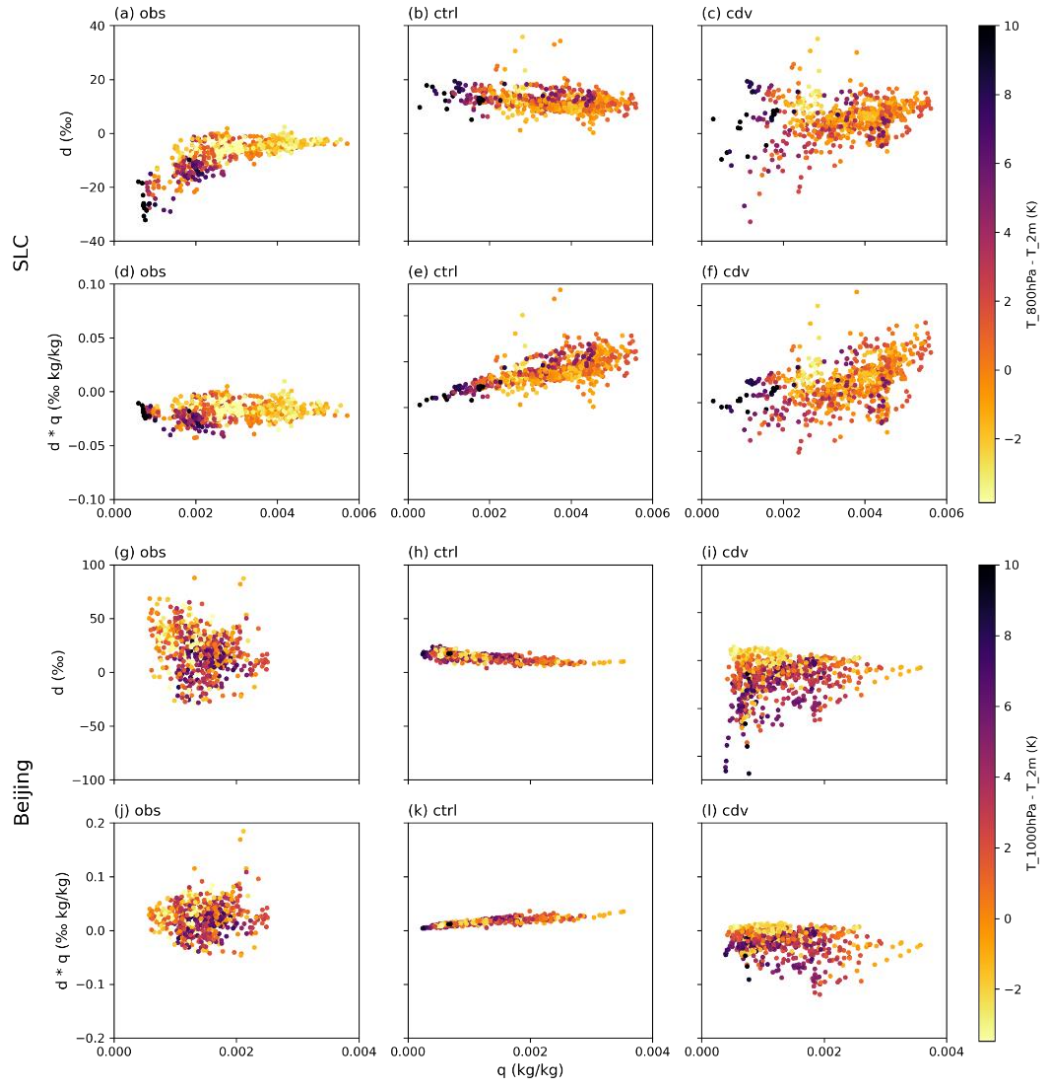 (a) obs (b) ctrl (c) cdv
40
20
0
−20
−40
d (‰)
10
8
6
4
2
0
−2
T_800hPa - T_2m (K)
SLC
(d) obs (e) ctrl (f) cdv
0.10
0.05
0.00
−0.05
−0.10
d * q (‰ kg/kg)
0.000 0.002 0.004 0.006 0.000 0.002 0.004 0.006 0.000 0.002 0.004 0.006
(g) obs (h) ctrl (i) cdv
100
50
0
−50
−100
d (‰)
10
8
6
4
2
0
−2
T_1000hPa - T_2m (K)
Beijing
(j) obs (k) ctrl (l) cdv
0.2
0.1
0.0
−0.1
−0.2
d * q (‰ kg/kg)
0.000 0.002 0.004 0.000 0.002 0.004 0.000 0.002 0.004
q (kg/kg)